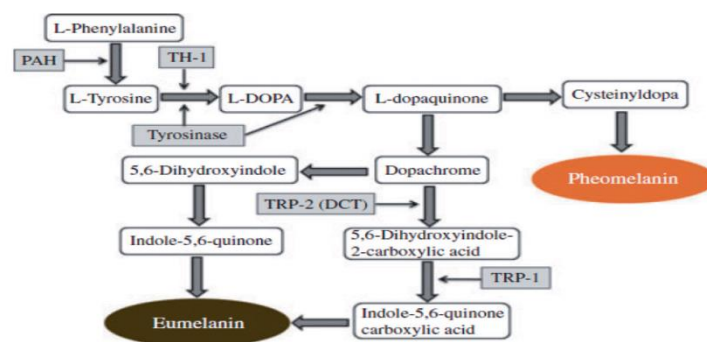 L-Phenylalanine
PAH
TH-1
L-Tyrosine
L-DOPA
L-dopaquinone
Cysteinyldopa
Tyrosinase
5,6-Dihydroxyindole
Dopachrome
Pheomelanin
TRP-2 (DCT)
Indole-5,6-quinone
5,6-Dihydroxyindole-
2-carboxylic acid
TRP-1
Eumelanin
Indole-5,6-quinone
carboxylic acid